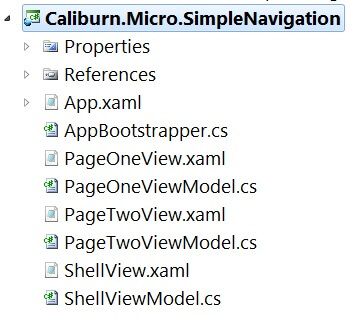 Caliburn.Micro.SimpleNavigation
Properties
References
App.xaml
AppBootstrapper.cs
PageOneView.xaml
PageOneViewModel.cs
PageTwoView.xaml
PageTwoViewModel.cs
ShellView.xaml
ShellViewModel.cs